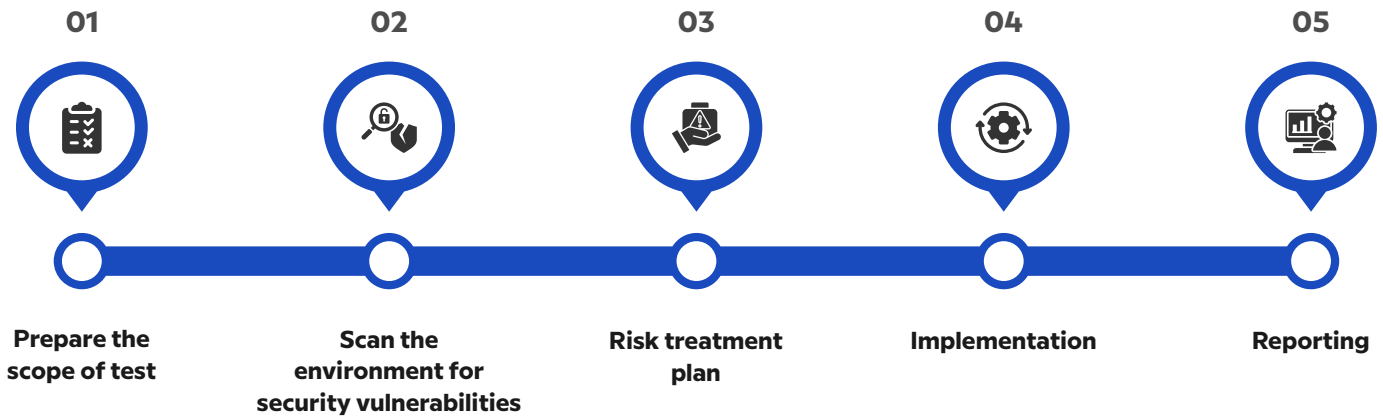 01
02
03
04
05
Prepare the
scope of test
Scan the
environment for
security vulnerabilities
Risk treatment
plan
Implementation
Reporting